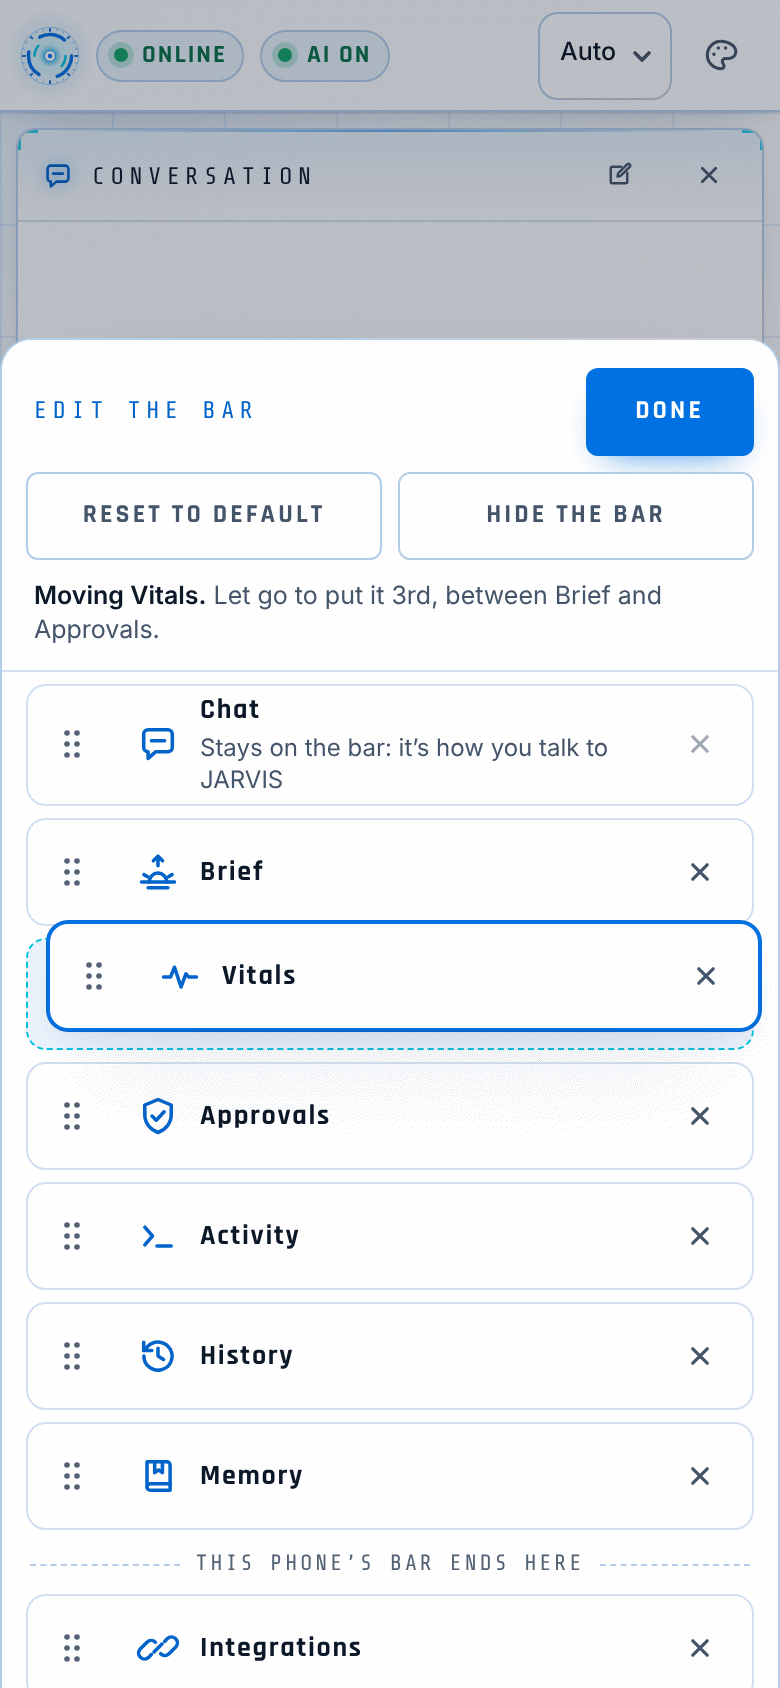 ONLINE
AI ON
Auto
CONVERSATION
EDIT THE BAR
DONE
RESET TO DEFAULT
HIDE THE BAR
Moving Vitals. Let go to put it 3rd, between Brief and
Approvals.
Chat
Stays on the bar: it’s how you talk to
JARVIS
Brief
Vitals
Approvals
Activity
History
Memory
THIS PHONE’S BAR ENDS HERE
Integrations